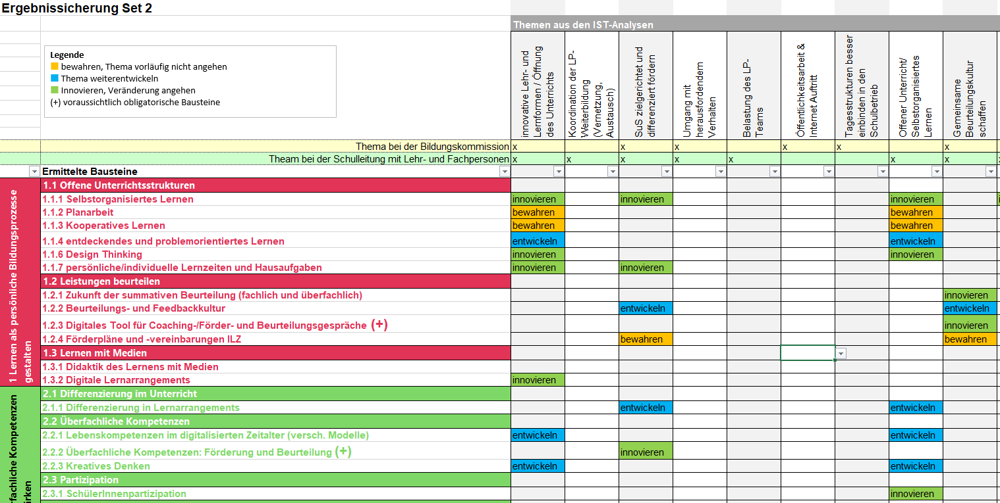 Ergebnissicherung Set 2
Themen aus den IST-Analysen
Legende
bewahren, Thema vorläufig nicht angehen
Thema weiterentwickeln
Innovieren, Veränderung angehen
(+) voraussichtlich obligatorische Bausteine
innovative Lehr- und
Lernformen / Öffnung
des Unterrichts
Koordination der LP-
Weiterbildung
(Vernetzung,
Austausch)
SuS zielgerichtet und
differenziert fördern
Umgang mit
herausfordendem
Verhalten
Belastung des LP-
Teams
Öffentlichkeitsarbeit &
Internet Auftritt
Tagesstrukturen besser
einbinden in den
Schulbetrieb
Offener Unterricht/
Selbstorganisiertes
Lernen
Gemeinsame
Beurteilungskultur
schaffen
Thema bei der Bildungskommission x x x x x x
Theam bei der Schulleitung mit Lehr- und Fachpersonen x x x x x x x
Ermittelte Bausteine
1 Lernen als persönliche Bildungsprozesse
gestalten
1.1 Offene Unterrichtsstrukturen
1.1.1 Selbstorganisiertes Lernen innovieren innovieren innovieren
1.1.2 Planarbeit bewahren bewahren
1.1.3 Kooperatives Lernen bewahren bewahren
1.1.4 entdeckendes und problemorientiertes Lernen entwickeln entwickeln
1.1.6 Design Thinking innovieren innovieren
1.1.7 persönliche/individuelle Lernzeiten und Hausaufgaben innovieren innovieren
1.2 Leistungen beurteilen
1.2.1 Zukunft der summativen Beurteilung (fachlich und überfachlich) innovieren
1.2.2 Beurteilungs- und Feedbackkultur entwickeln entwickeln
1.2.3 Digitales Tool für Coaching-/Förder- und Beurteilungsgespräche (+) innovieren
1.2.4 Förderpläne und -vereinbarungen ILZ bewahren bewahren
1.3 Lernen mit Medien
1.3.1 Didaktik des Lernens mit Medien
1.3.2 Digitale Lernarrangements innovieren
fachliche Kompetenzen
ärken
2.1 Differenzierung im Unterricht
2.1.1 Differenzierung in Lernarrangements entwickeln entwickeln
2.2 Überfachliche Kompetenzen
2.2.1 Lebenskompetenzen im digitalisierten Zeitalter (versch. Modelle) entwickeln entwickeln
2.2.2 Überfachliche Kompetenzen: Förderung und Beurteilung (+) innovieren
2.2.3 Kreatives Denken entwickeln entwickeln
2.3 Partizipation
2.3.1 SchülerInnenpartizipation innovieren